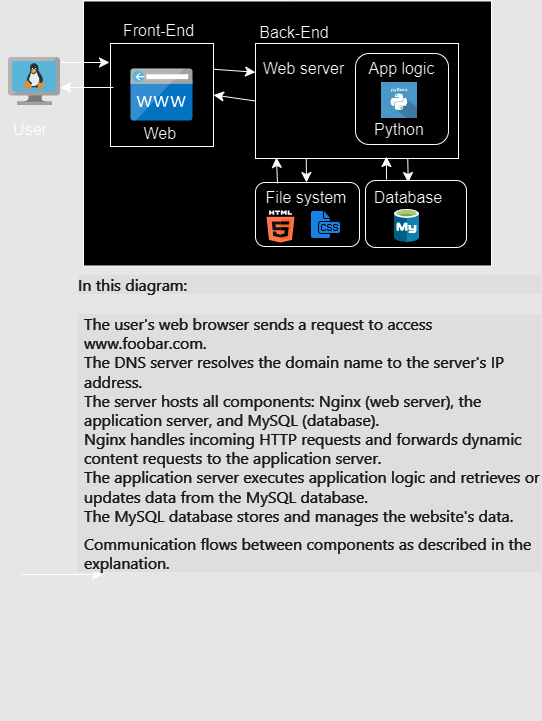 Front-End
Back-End
Web server
App logic
python
WWW
Python
User
Web
File system
Database
HTML
5
CSS
My
In this diagram:
The user's web browser sends a request to access
www.foobar.com.
The DNS server resolves the domain name to the server's IP
address.
The server hosts all components: Nginx (web server), the
application server, and MySQL (database).
Nginx handles incoming HTTP requests and forwards dynamic
content requests to the application server.
The application server executes application logic and retrieves or
updates data from the MySQL database.
The MySQL database stores and manages the website's data.
Communication flows between components as described in the
explanation.